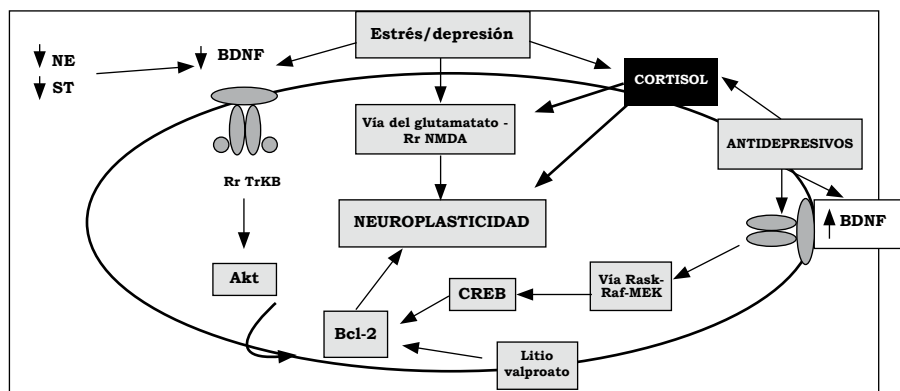 Estrés/depresión
NE
ST
BDNF
CORTISOL
Vía del glutamatato -
Rr NMDA
ANTIDEPRESIVOS
Rr TrKB
NEUROPLASTICIDAD
BDNF
Akt
CREB
Vía Rask-
Raf-MEK
Bcl-2
Litio
valproato